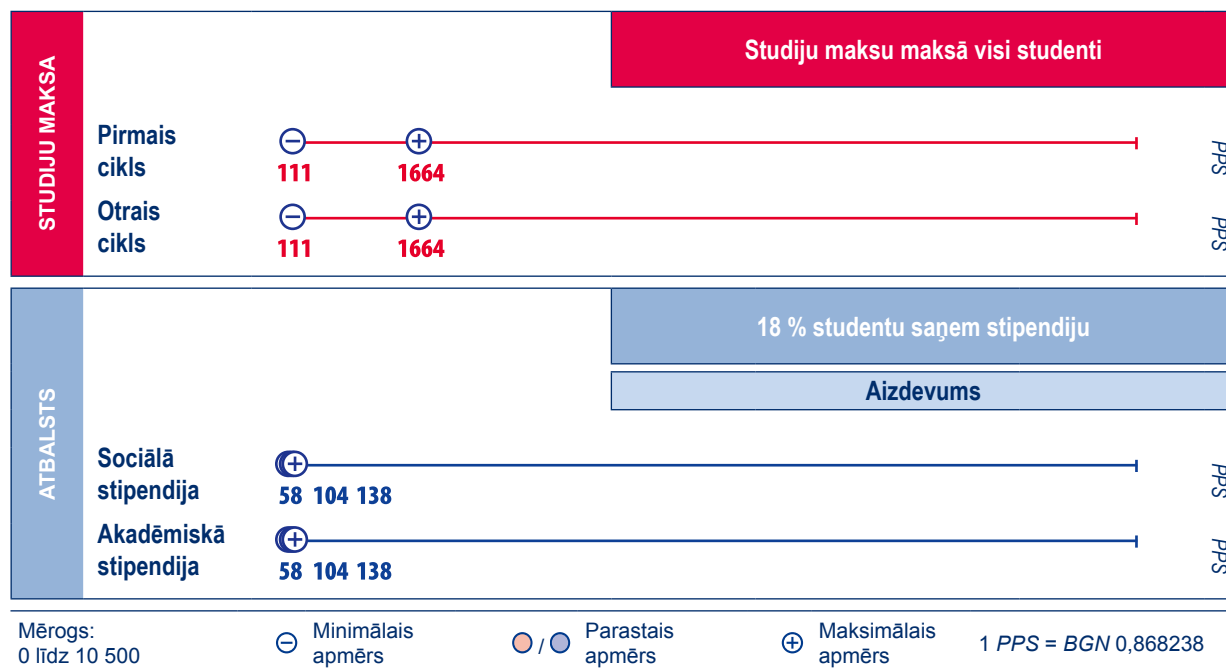 STUDIJU MAKSA
Studiju maksu maksā visi studenti
Pirmais
cikls
111 1664
PPS
Otrais
cikls
111 1664
PPS
ATBALSTS
18 % studentu saņem stipendiju
Aizdevums
Sociālā
stipendija
58 104 138
PPS
Akadēmiskā
stipendija
58 104 138
PPS
Mērogs:
0 līdz 10 500
Minimālais
apmērs
/
Parastais
apmērs
Maksimālais
apmērs
1 PPS = BGN 0,868238